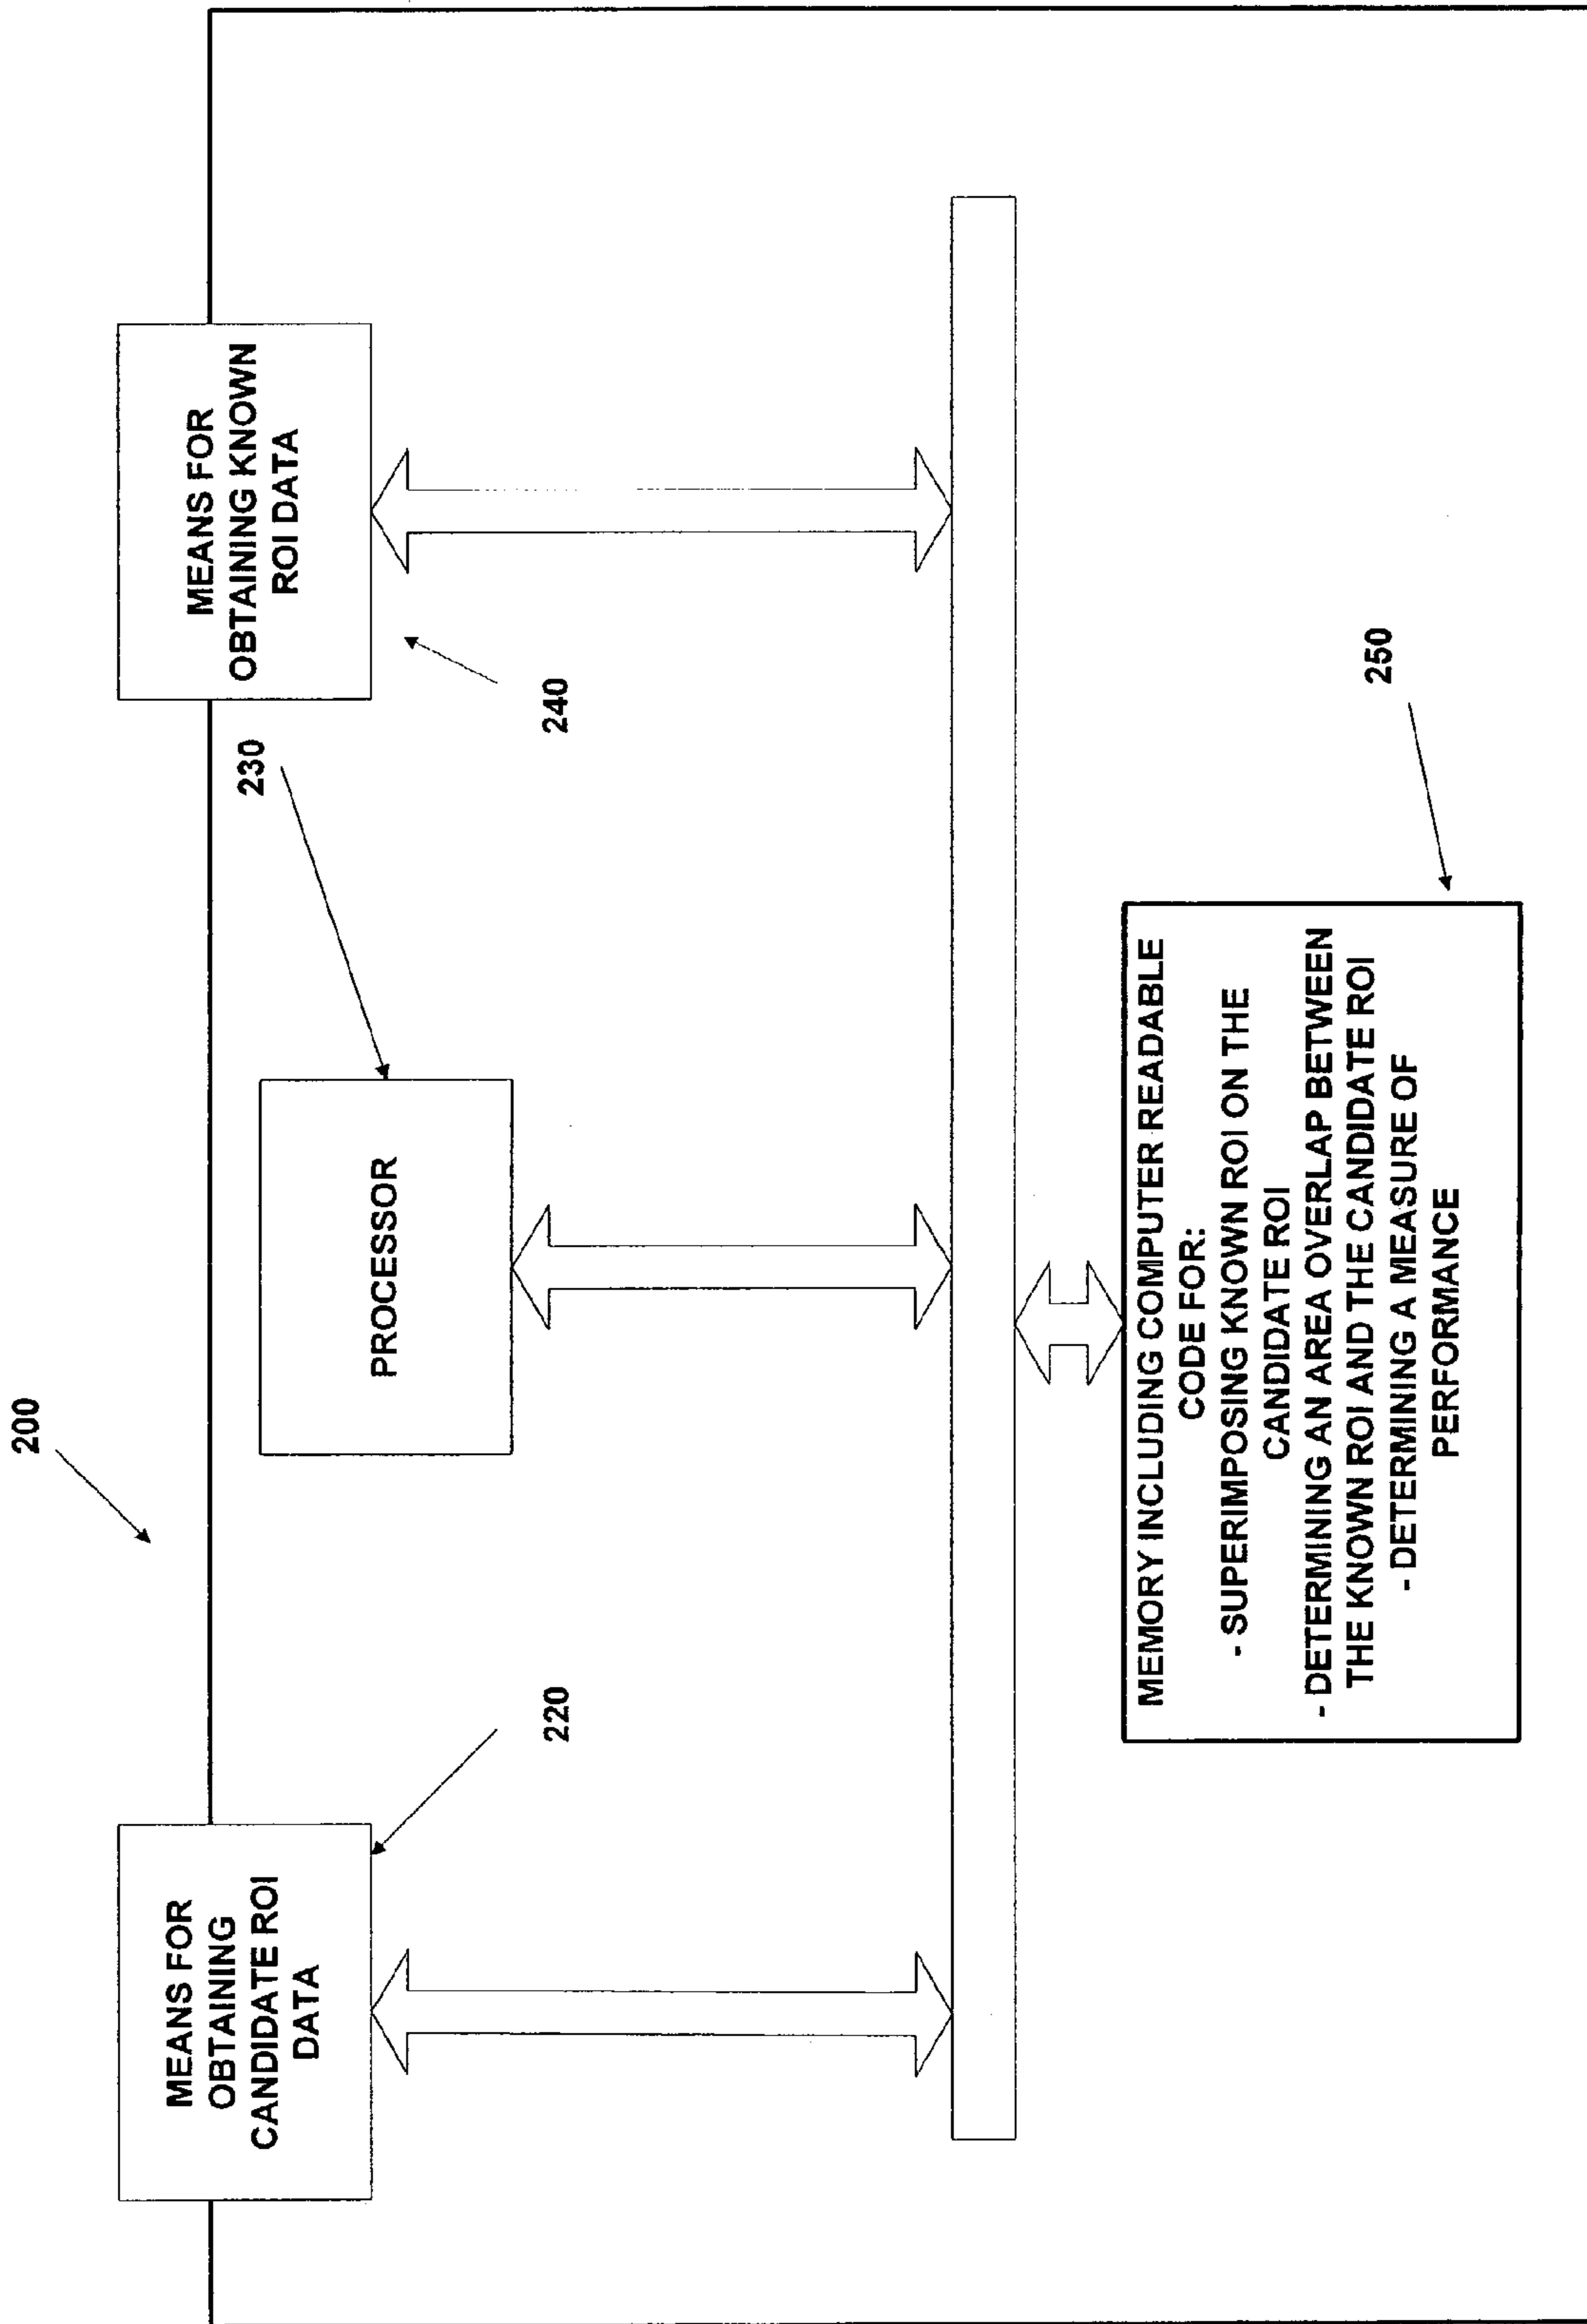 200
MEANS FOR
OBTAINING
CANDIDATE ROI
DATA
220
PROCESSOR
230
MEANS FOR
OBTAINING KNOWN
ROI DATA
240
MEMORY INCLUDING COMPUTER READABLE
CODE FOR:
- SUPERIMPOSING KNOWN ROI ON THE
CANDIDATE ROI
- DETERMINING AN AREA OVERLAP BETWEEN
THE KNOWN ROI AND THE CANDIDATE ROI
- DETERMINING A MEASURE OF
PERFORMANCE
250